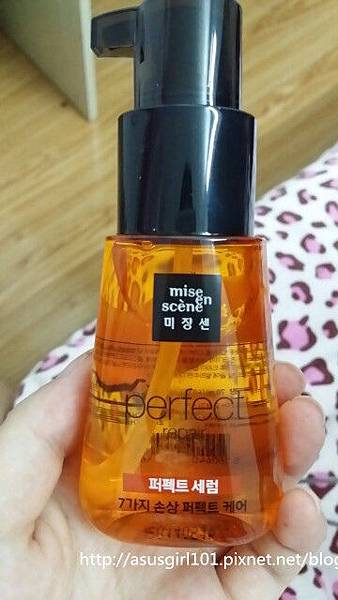 mise
en
scène
미장센
perfect
repair
퍼펙트 세럼
7가지 손상 퍼펙트 케어
http://asusgirl101.pixnet.net/blog